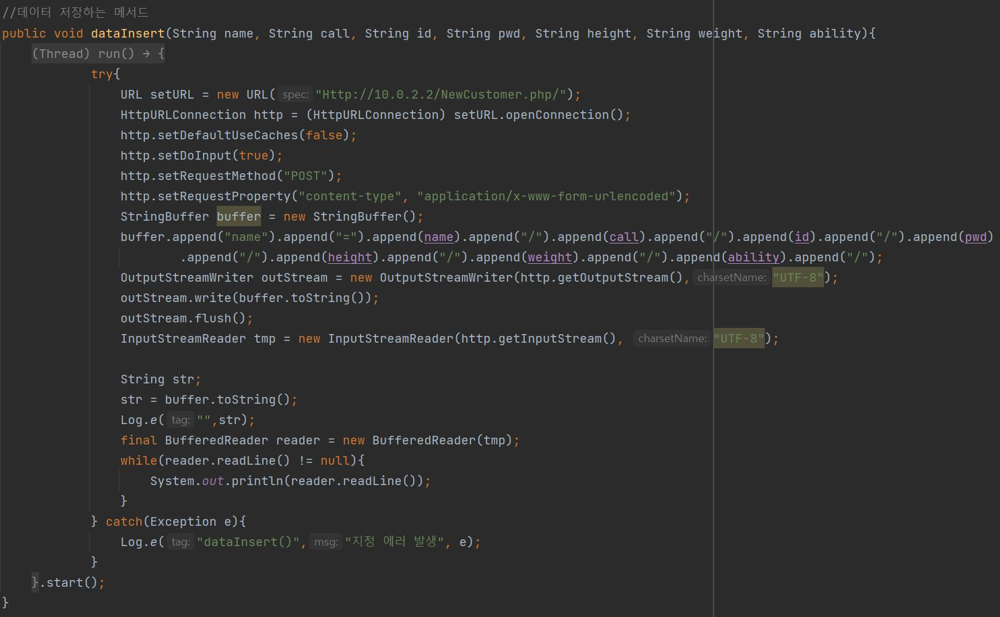 //데이터 저장하는 메서드
public void dataInsert(String name, String call, String id, String pwd, String height, String weight, String ability){
(Thread) run() → {
try{
URL setURL = new URL( spec: "Http://10.0.2.2/NewCustomer.php/");
HttpURLConnection http = (HttpURLConnection) setURL.openConnection();
http.setDefaultUseCaches(false);
http.setDoInput(true);
http.setRequestMethod("POST");
http.setRequestProperty("content-type", "application/x-www-form-urlencoded");
StringBuffer buffer = new StringBuffer();
buffer.append("name").append("=").append(name).append("/").append(call).append("/").append(id).append("/").append(pwd)
.append("/").append(height).append("/").append(weight).append("/").append(ability).append("/");
OutputStreamWriter outStream = new OutputStreamWriter(http.getOutputStream(), charsetName: "UTF-8");
outStream.write(buffer.toString());
outStream.flush();
InputStreamReader tmp = new InputStreamReader(http.getInputStream(), charsetName: "UTF-8");
String str;
str = buffer.toString();
Log.e( tag: "",str);
final BufferedReader reader = new BufferedReader(tmp);
while(reader.readLine() != null){
System.out.println(reader.readLine());
}
} catch(Exception e){
Log.e( tag: "dataInsert()", msg: "지정 에러 발생", e);
}
}.start();
}